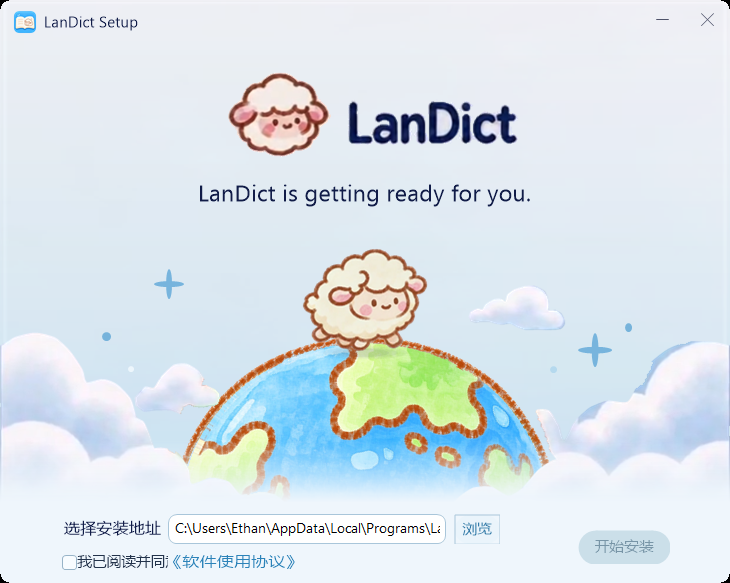 LanDict Setup
LanDict
LanDict is getting ready for you.
选择安装地址 C:\Users\Ethan\AppData\Local\Programs\La 浏览
我已阅读并同《软件使用协议》
开始安装